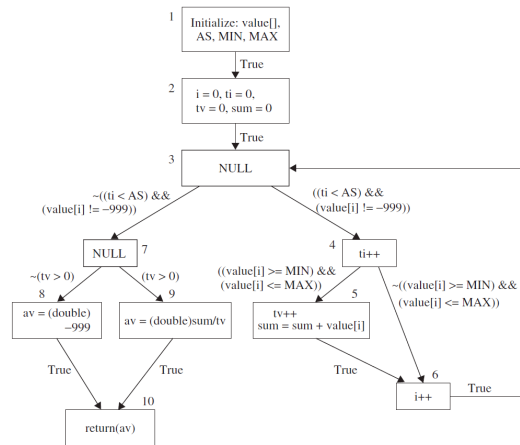 1
Initialize: value[],
AS, MIN, MAX
True
2
i = 0, ti = 0,
tv = 0, sum = 0
True
3
NULL
~((ti < AS) &&
(value[i] != −999))
((ti < AS) &&
(value[i] != −999))
NULL
7
4
ti++
~(tv > 0)
(tv > 0)
((value[i] >= MIN) &&
(value[i] <= MAX))
~((value[i] >= MIN) &&
(value[i] <= MAX))
8
av = (double)
−999
9
av = (double)sum/tv
5
tv++
sum = sum + value[i]
True
True
True
6
i++
True
10
return(av)